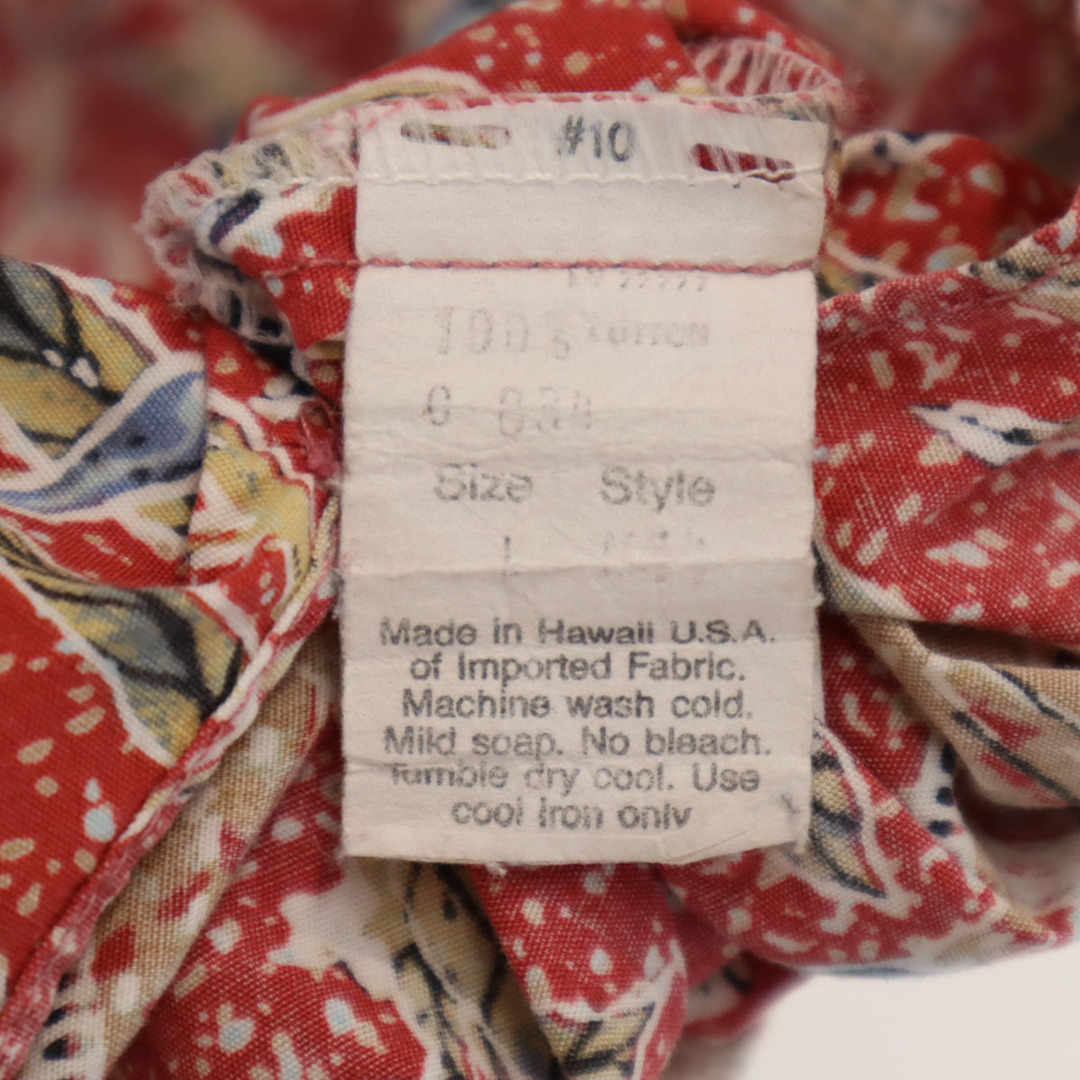 #10
100% Cotton
Size Style
L
Made in Hawaii U.S.A.
of Imported Fabric.
Machine wash cold.
Mild soap. No bleach.
Tumble dry cool. Use
cool iron only